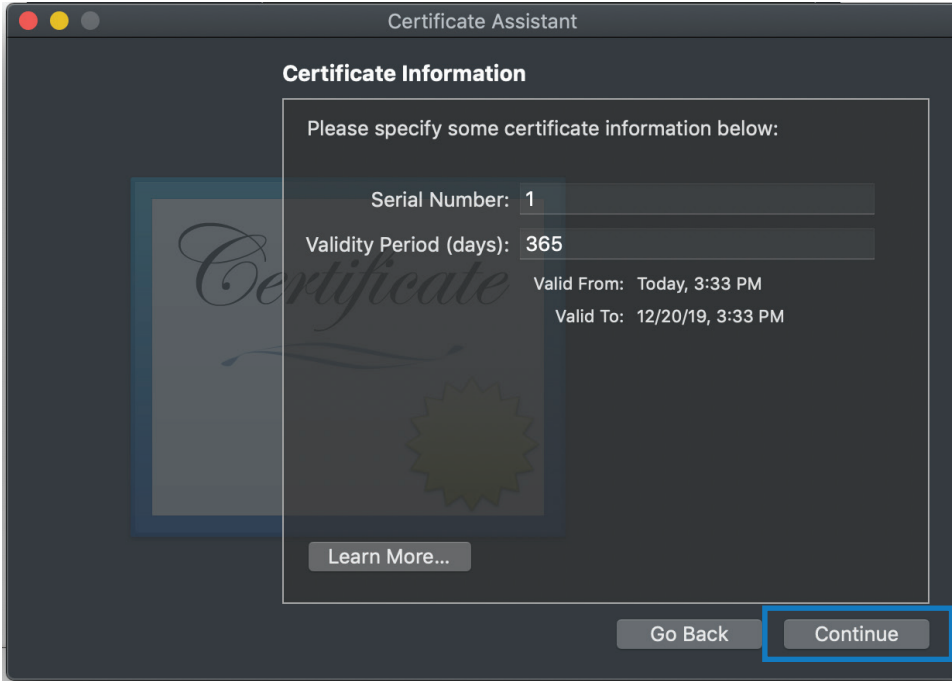 Certificate Assistant
Certificate Information
Please specify some certificate information below:
Serial Number: 1
Validity Period (days): 365
Valid From: Today, 3:33 PM
Valid To: 12/20/19, 3:33 PM
Certificate
Learn More...
Go Back
Continue